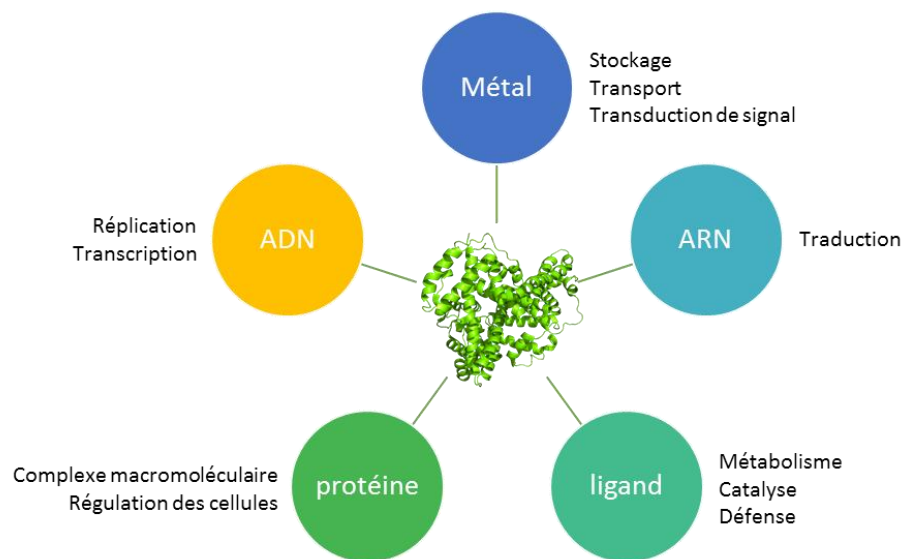 Métal
Stockage
Transport
Transduction de signal
ADN
Réplication
Transcription
ARN
Traduction
protéine
Complexe macromoléculaire
Régulation des cellules
ligand
Métabolisme
Catalyse
Défense